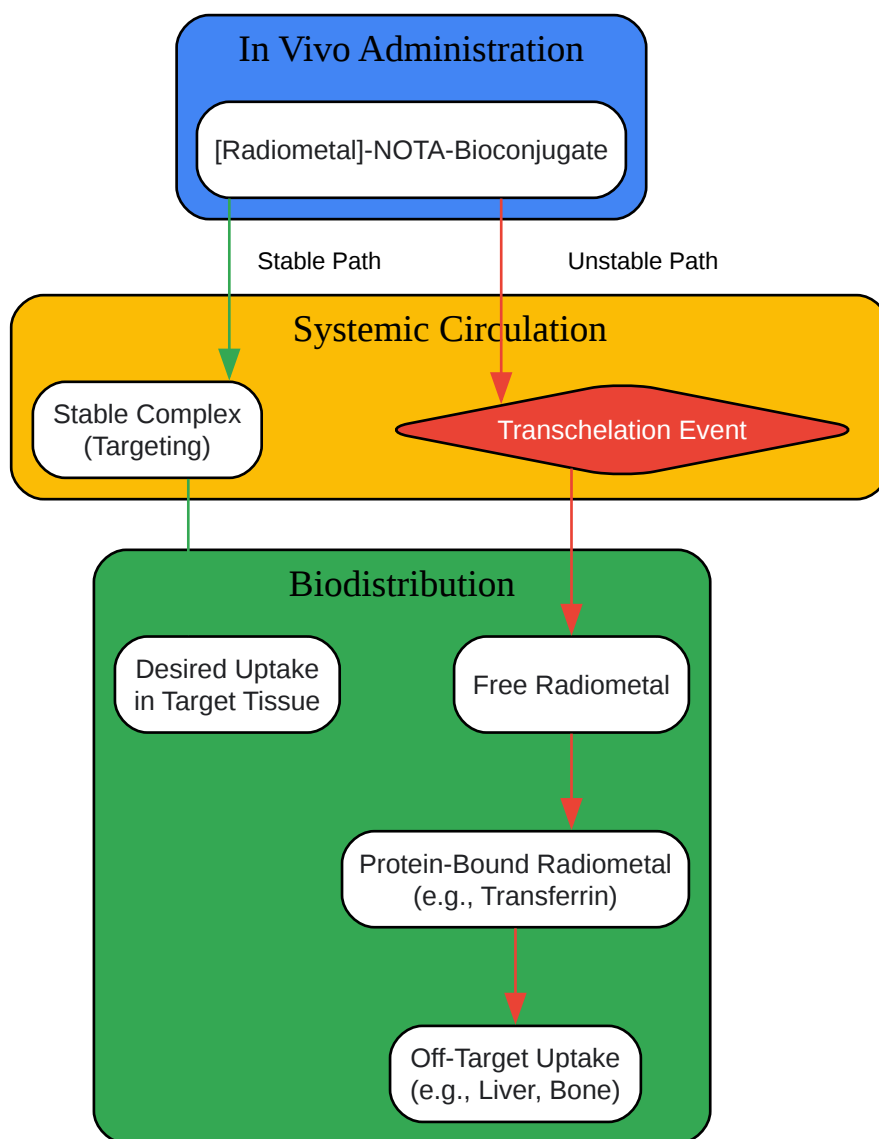 In Vivo Administration
[Radiometal]-NOTA-Bioconjugate
Stable Path
Unstable Path
Systemic Circulation
Stable Complex
(Targeting)
Transchelation Event
Biodistribution
Desired Uptake
in Target Tissue
Free Radiometal
Protein-Bound Radiometal
(e.g., Transferrin)
Off-Target Uptake
(e.g., Liver, Bone)